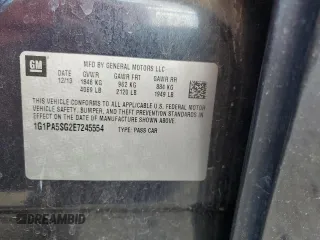 GM
MFD BY GENERAL MOTORS LLC
DATE GVWR GAWR FRT GAWR RR
12/13 1846 KG 962 KG 884 KG
4069 LB 2120 LB 1949 LB
THIS VEHICLE CONFORMS TO ALL APPLICABLE U.S. FEDERAL MOTOR
VEHICLE SAFETY, BUMPER, AND THEFT PREVENTION STANDARDS
IN EFFECT ON THE DATE OF MANUFACTURE SHOWN ABOVE.
1G1PA5SG2E7245554 TYPE: PASS CAR
DREAMBID